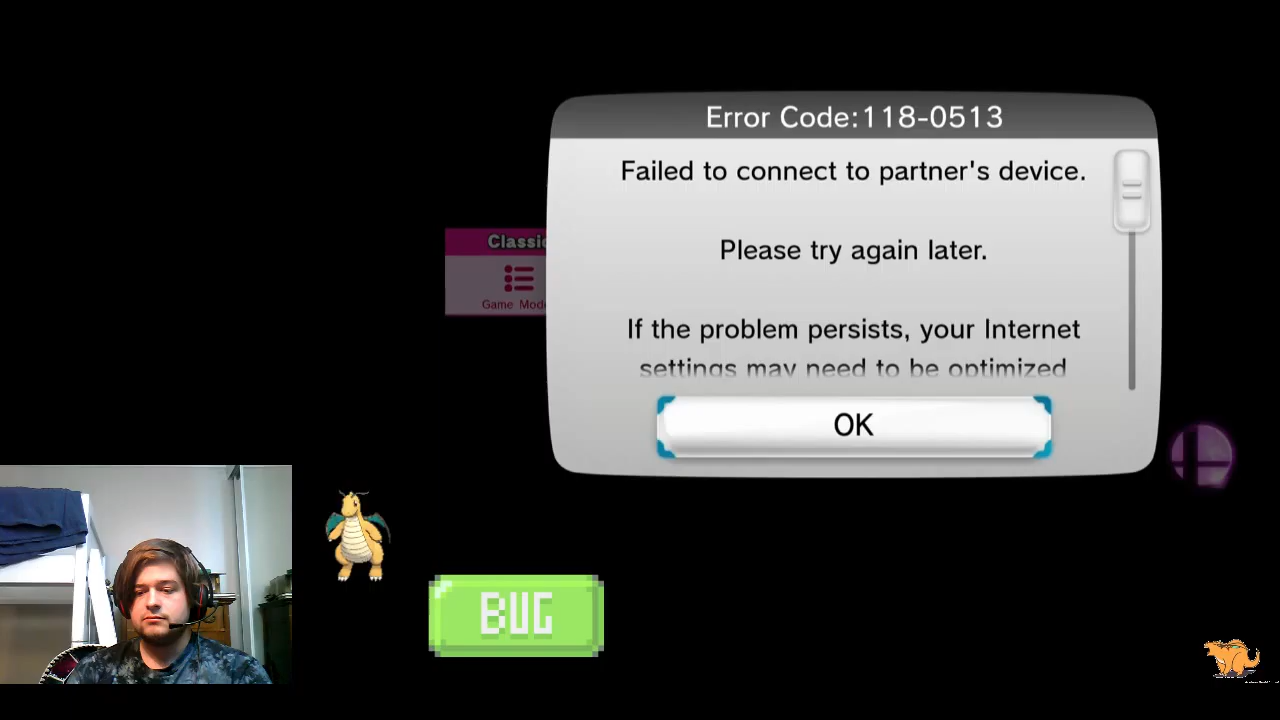 Error Code:118-0513
Failed to connect to partner's device.
Please try again later.
Classic
Game Mode
If the problem persists, your Internet
settings may need to be optimized
OK
BUG